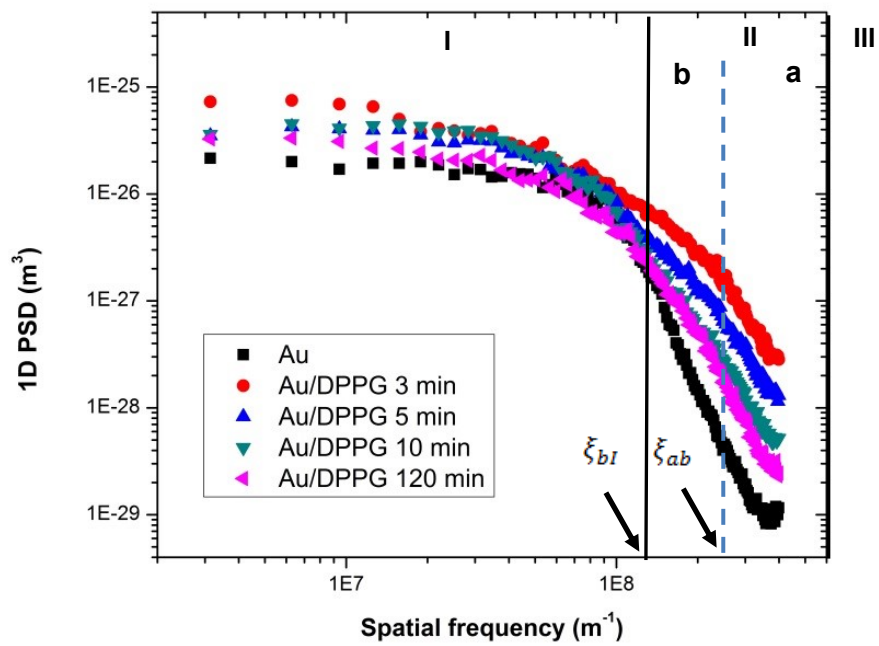 I
II
III
b
a
1E-25
1E-26
1E-27
1E-28
1E-29
1D PSD (m³)
Au
Au/DPPG 3 min
Au/DPPG 5 min
Au/DPPG 10 min
Au/DPPG 120 min
ξbI
ξab
1E7
1E8
Spatial frequency (m⁻¹)